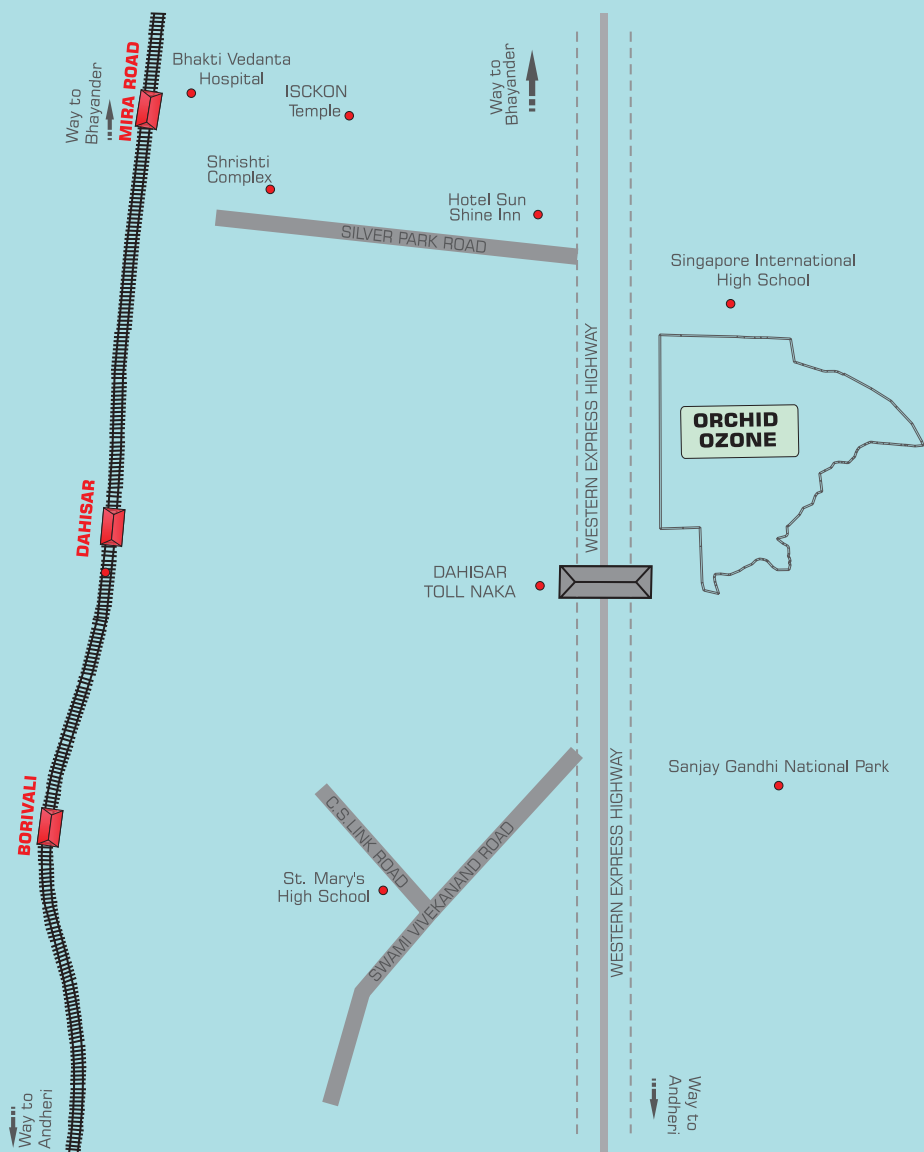 MIRA ROAD
Way to
Bhayander
Bhakti Vedanta
Hospital
ISCKON
Temple
Way to
Bhayander
Shrishti
Complex
Hotel Sun
Shine Inn
SILVER PARK ROAD
Singapore International
High School
WESTERN EXPRESS HIGHWAY
ORCHID
OZONE
DAHISAR
DAHISAR
TOLL NAKA
Sanjay Gandhi National Park
BORIVALI
C.S.LINK ROAD
St. Mary's
High School
SWAMI VIVEKANAND ROAD
WESTERN EXPRESS HIGHWAY
Way to
Andheri
Way to
Andheri